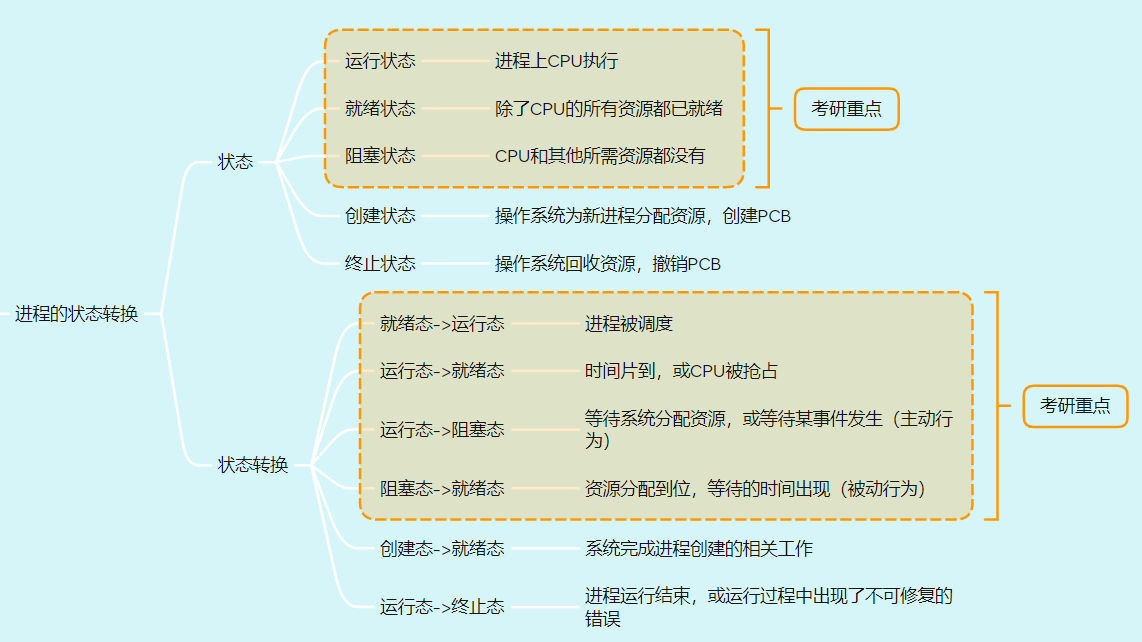 进程的状态转换
状态
运行状态
进程上CPU执行
就绪状态
除了CPU的所有资源都已就绪
阻塞状态
CPU和其他所需资源都没有
考研重点
创建状态
操作系统为新进程分配资源，创建PCB
终止状态
操作系统回收资源，撤销PCB
状态转换
就绪态->运行态
进程被调度
运行态->就绪态
时间片到，或CPU被抢占
运行态->阻塞态
等待系统分配资源，或等待某事件发生（主动行
为）
阻塞态->就绪态
资源分配到位，等待的时间出现（被动行为）
考研重点
创建态->就绪态
系统完成进程创建的相关工作
运行态->终止态
进程运行结束，或运行过程中出现了不可修复的
错误